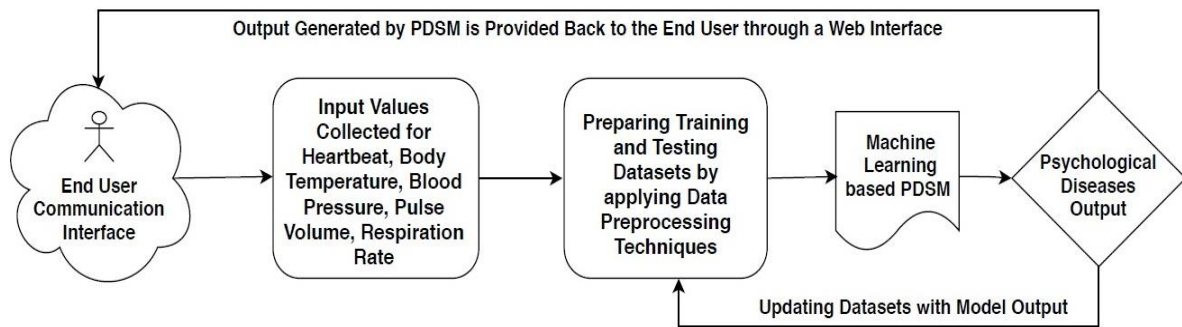 Output Generated by PDSM is Provided Back to the End User through a Web Interface
End User
Communication
Interface
Input Values
Collected for
Heartbeat, Body
Temperature, Blood
Pressure, Pulse
Volume, Respiration
Rate
Preparing Training
and Testing
Datasets by
applying Data
Preprocessing
Techniques
Machine
Learning
based PDSM
Psychological
Diseases
Output
Updating Datasets with Model Output